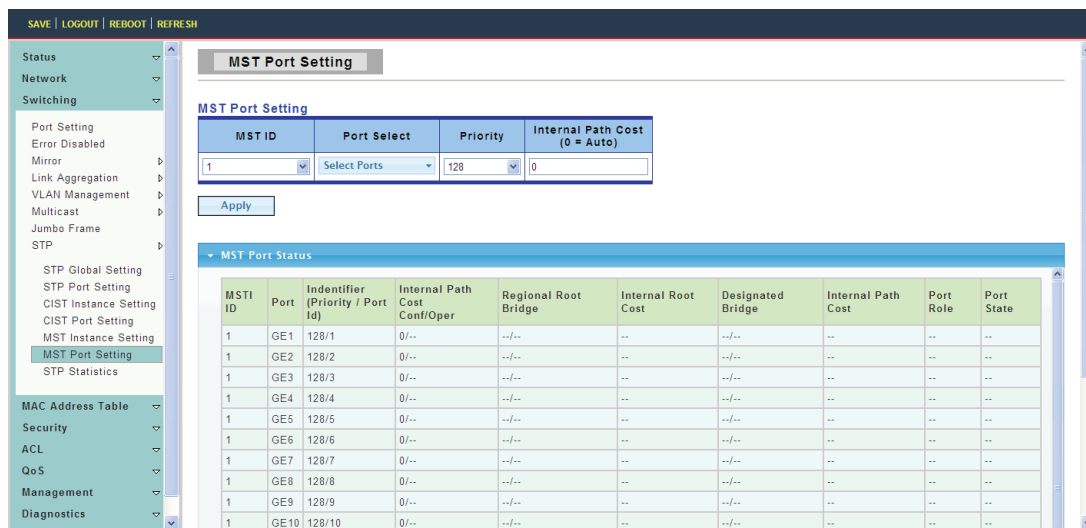 SAVE | LOGOUT | REBOOT | REFRESH
Status
Network
Switching
Port Setting
Error Disabled
Mirror
Link Aggregation
VLAN Management
Multicast
Jumbo Frame
STP
STP Global Setting
STP Port Setting
CIST Instance Setting
CIST Port Setting
MST Instance Setting
MST Port Setting
STP Statistics
MAC Address Table
Security
ACL
QoS
Management
Diagnostics
MST Port Setting
MST Port Setting
MST ID Port Select Priority Internal Path Cost (0 = Auto)
1 Select Ports 128 0
Apply
MST Port Status
MSTI ID Port Indentifier (Priority / Port Id) Internal Path Cost Conf/Oper Regional Root Bridge Internal Root Cost Designated Bridge Internal Path Cost Port Role Port State
1 GE1 128/1 0/-- --/-- -- --/-- -- -- --
1 GE2 128/2 0/-- --/-- -- --/-- -- -- --
1 GE3 128/3 0/-- --/-- -- --/-- -- -- --
1 GE4 128/4 0/-- --/-- -- --/-- -- -- --
1 GE5 128/5 0/-- --/-- -- --/-- -- -- --
1 GE6 128/6 0/-- --/-- -- --/-- -- -- --
1 GE7 128/7 0/-- --/-- -- --/-- -- -- --
1 GE8 128/8 0/-- --/-- -- --/-- -- -- --
1 GE9 128/9 0/-- --/-- -- --/-- -- -- --
1 GE10 128/10 0/-- --/-- -- --/-- -- -- --